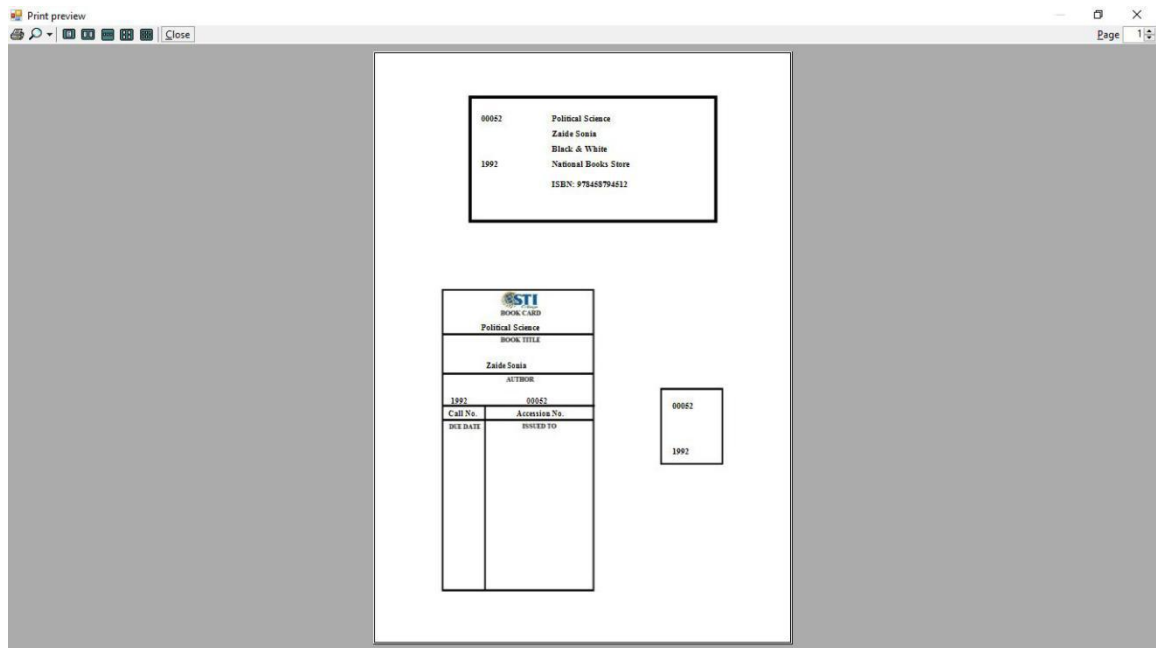 Print preview
Close Page 1
00052 Political Science
Zaide Sonia
Black & White
1992 National Books Store
ISBN: 978458794512
STI
BOOK CARD
Political Science
BOOK TITLE
Zaide Sonia
AUTHOR
1992 00052
Call No. Accession No.
DUE DATE ISSUED TO
00052
1992